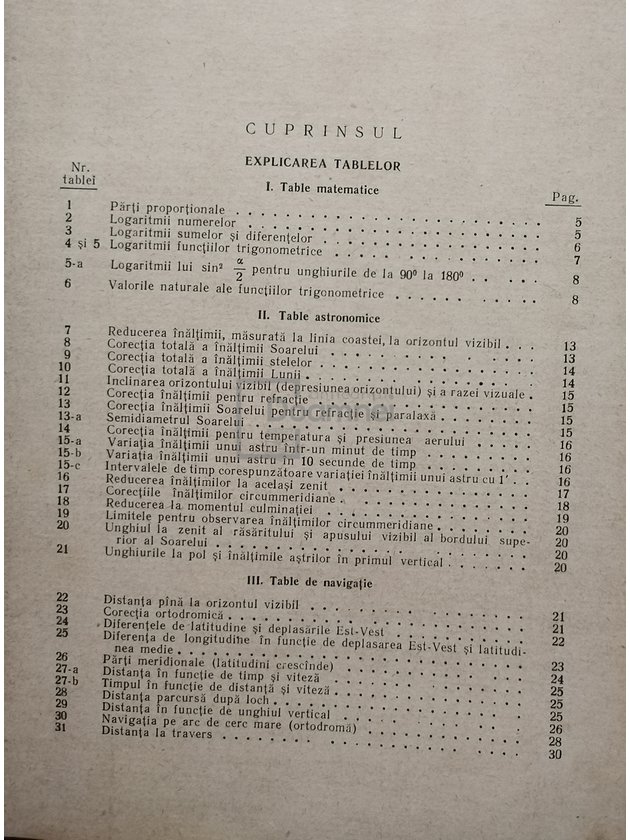 CUPRINSUL
EXPLICAREA TABLELOR
Nr. tablei
I. Table matematice
Pag.
1 Părți proporționale 5
2 Logaritmii numerelor 5
3 Logaritmii sumelor și diferențelor 6
4 și 5 Logaritmii funcțiilor trigonometrice 7
5-a Logaritmii lui sin² α/2 pentru unghiurile de la 90° la 180° 8
6 Valorile naturale ale funcțiilor trigonometrice 8
II. Table astronomice
7 Reducerea înălțimii, măsurată la linia coastei, la orizontul vizibil 13
8 Corecția totală a înălțimii Soarelui 13
9 Corecția totală a înălțimii stelelor 14
10 Corecția totală a înălțimii Lunii 14
11 Inclinarea orizontului vizibil (depresiunea orizontului) și a razei vizuale 15
12 Corecția înălțimii pentru refracție 15
13 Corecția înălțimii Soarelui pentru refracție și paralaxă 15
13-a Semidiametrul Soarelui 15
14 Corecția înălțimii pentru temperatura și presiunea aerului 16
15-a Variația înălțimii unui astru într-un minut de timp 16
15-b Variația înălțimii unui astru în 10 secunde de timp 16
15-c Intervalele de timp corespunzătoare variației înălțimii unui astru cu 1′ 16
16 Reducerea înălțimilor la același zenit 17
17 Corecțiile înălțimilor circummeridiane 18
18 Reducerea la momentul culminației 19
19 Limitele pentru observarea înălțimilor circummeridiane 20
20 Unghiul la zenit al răsăritului și apusului vizibil al bordului supe-
rior al Soarelui 20
21 Unghiurile la pol și înălțimile aștrilor în primul vertical 20
III. Table de navigație
22 Distanța pînă la orizontul vizibil 21
23 Corecția ortodromică 21
24 Diferențele de latitudine și deplasările Est-Vest 22
25 Diferența de longitudine în funcție de deplasarea Est-Vest și latitudi-
nea medie 23
26 Părți meridionale (latitudini crescînde) 24
27-a Distanța în funcție de timp și viteză 25
27-b Timpul în funcție de distanță și viteză 25
28 Distanța parcursă după loch 25
29 Distanța în funcție de unghiul vertical 26
30 Navigația pe arc de cerc mare (ortodromă) 28
31 Distanța la travers 30